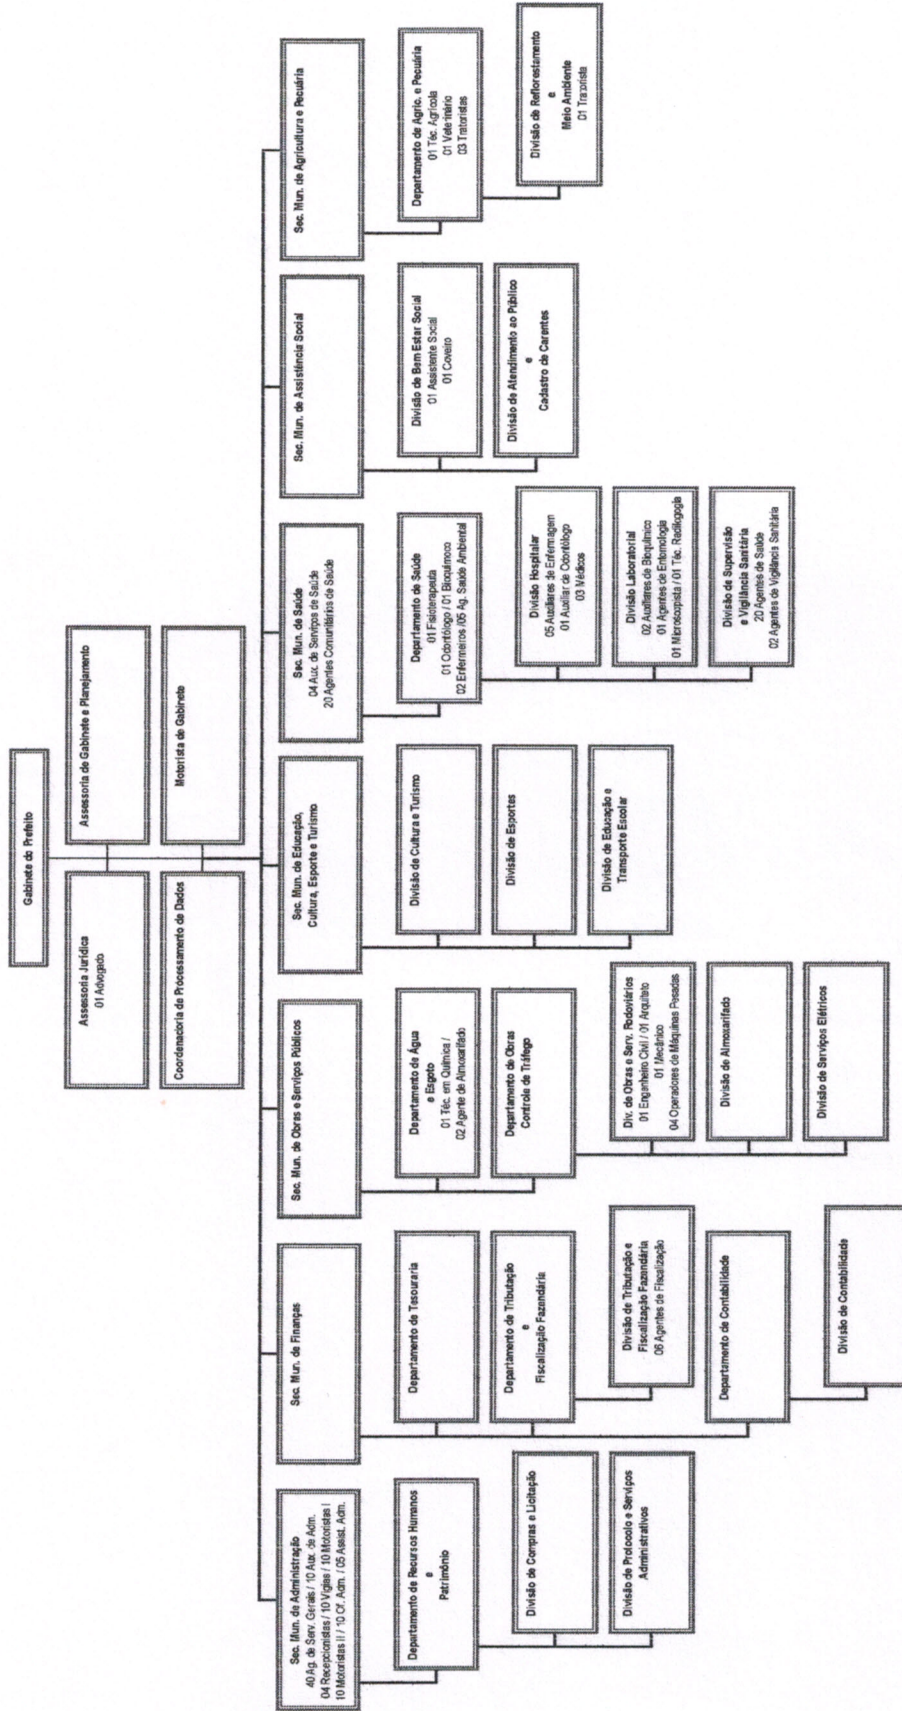 Gabinete do Prefeito
Assessoria Jurídica
01 Advogado
Assessoria de Gabinete e Planejamento
Coordenadoria de Processamento de Dados
Motorista de Gabinete
Sec. Mun. de Administração
40 Ag. de Serv. Gerais / 10 Aux. de Adm.
04 Recepcionistas / 10 Vigias / 10 Motoristas I
10 Motoristas II / 10 Of. Adm. / 05 Assist. Adm.
Departamento de Recursos Humanos
e
Patrimônio
Divisão de Compras e Licitação
Divisão de Protocolo e Serviços
Administrativos
Sec. Mun. de Finanças
Departamento de Tesouraria
Departamento de Tributação
e
Fiscalização Fazendária
Divisão de Tributação e
Fiscalização Fazendária
06 Agentes de Fiscalização
Departamento de Contabilidade
Divisão de Contabilidade
Sec. Mun. de Obras e Serviços Públicos
Departamento de Água
e Esgoto
01 Téc. em Química /
02 Agente de Almoxarifado
Departamento de Obras
Controle de Tráfego
Div. de Obras e Serv. Rodoviários
01 Engenheiro Civil / 01 Arquiteto
01 Mecânico
04 Operadores de Máquinas Pesadas
Divisão de Almoxarifado
Divisão de Serviços Elétricos
Sec. Mun. de Educação,
Cultura, Esporte e Turismo
Divisão de Cultura e Turismo
Divisão de Esportes
Divisão de Educação e
Transporte Escolar
Sec. Mun. de Saúde
04 Aux. de Serviços de Saúde
20 Agentes Comunitários de Saúde
Departamento de Saúde
01 Fisioterapeuta
01 Odontólogo / 01 Bioquímoco
02 Enfermeiros /05 Ag. Saúde Ambiental
Divisão Hospitalar
05 Auxiliares de Enfermagem
01 Auxiliar de Odontólogo
03 Médicos
Divisão Laboratorial
02 Auxiliares de Bioquímico
01 Agentes de Entomologia
01 Microscopista / 01 Téc. Radilogogia
Divisão de Supervisão
e Vigilância Sanitária
20 Agentes de Saúde
02 Agentes de Vigilância Sanitária
Sec. Mun. de Assistência Social
Divisão de Bem Estar Social
01 Assistente Social
01 Coveiro
Divisão de Atendimento ao Público
e
Cadastro de Carentes
Sec. Mun. de Agricultura e Pecuária
Departamento de Agric. e Pecuária
01 Téc. Agrícola
01 Veterinário
03 Tratoristas
Divisão de Reflorestamento
e
Meio Ambiente
01 Tratorista